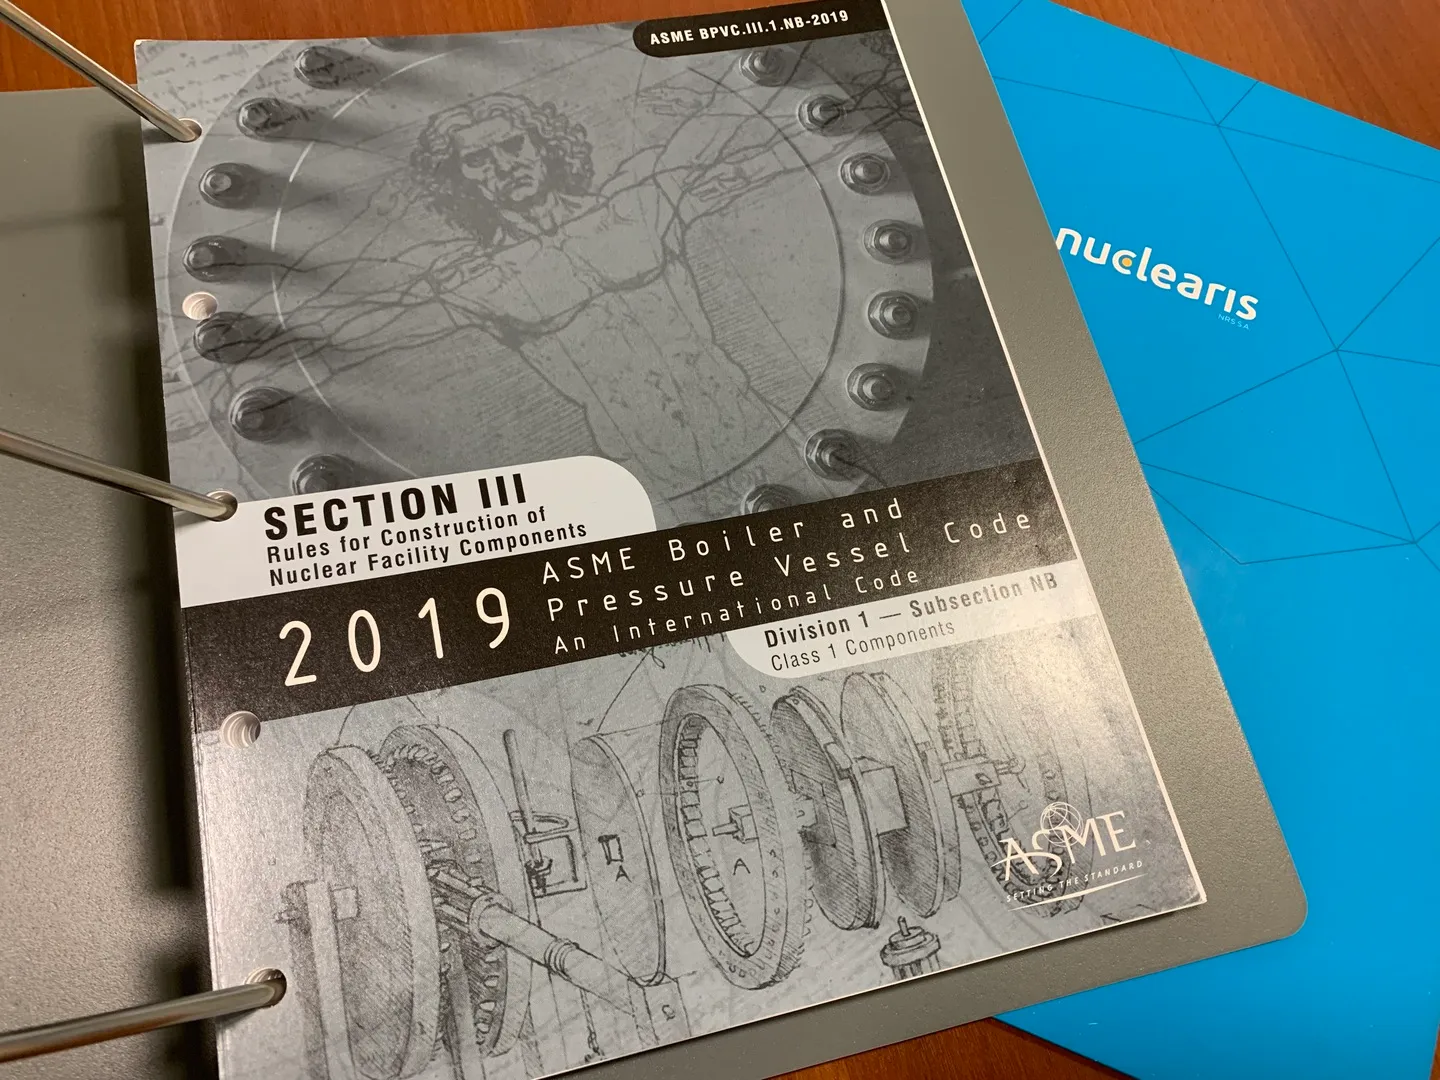 ASME BPVC.III.1.NB-2019
nuclearis
NRSSA
SECTION III
Rules for Construction of
Nuclear Facility Components
2019
ASME Boiler and
Pressure Vessel Code
An International Code
Division 1 — Subsection NB
Class 1 Components
A
A
ASME
SETTING THE STANDARD